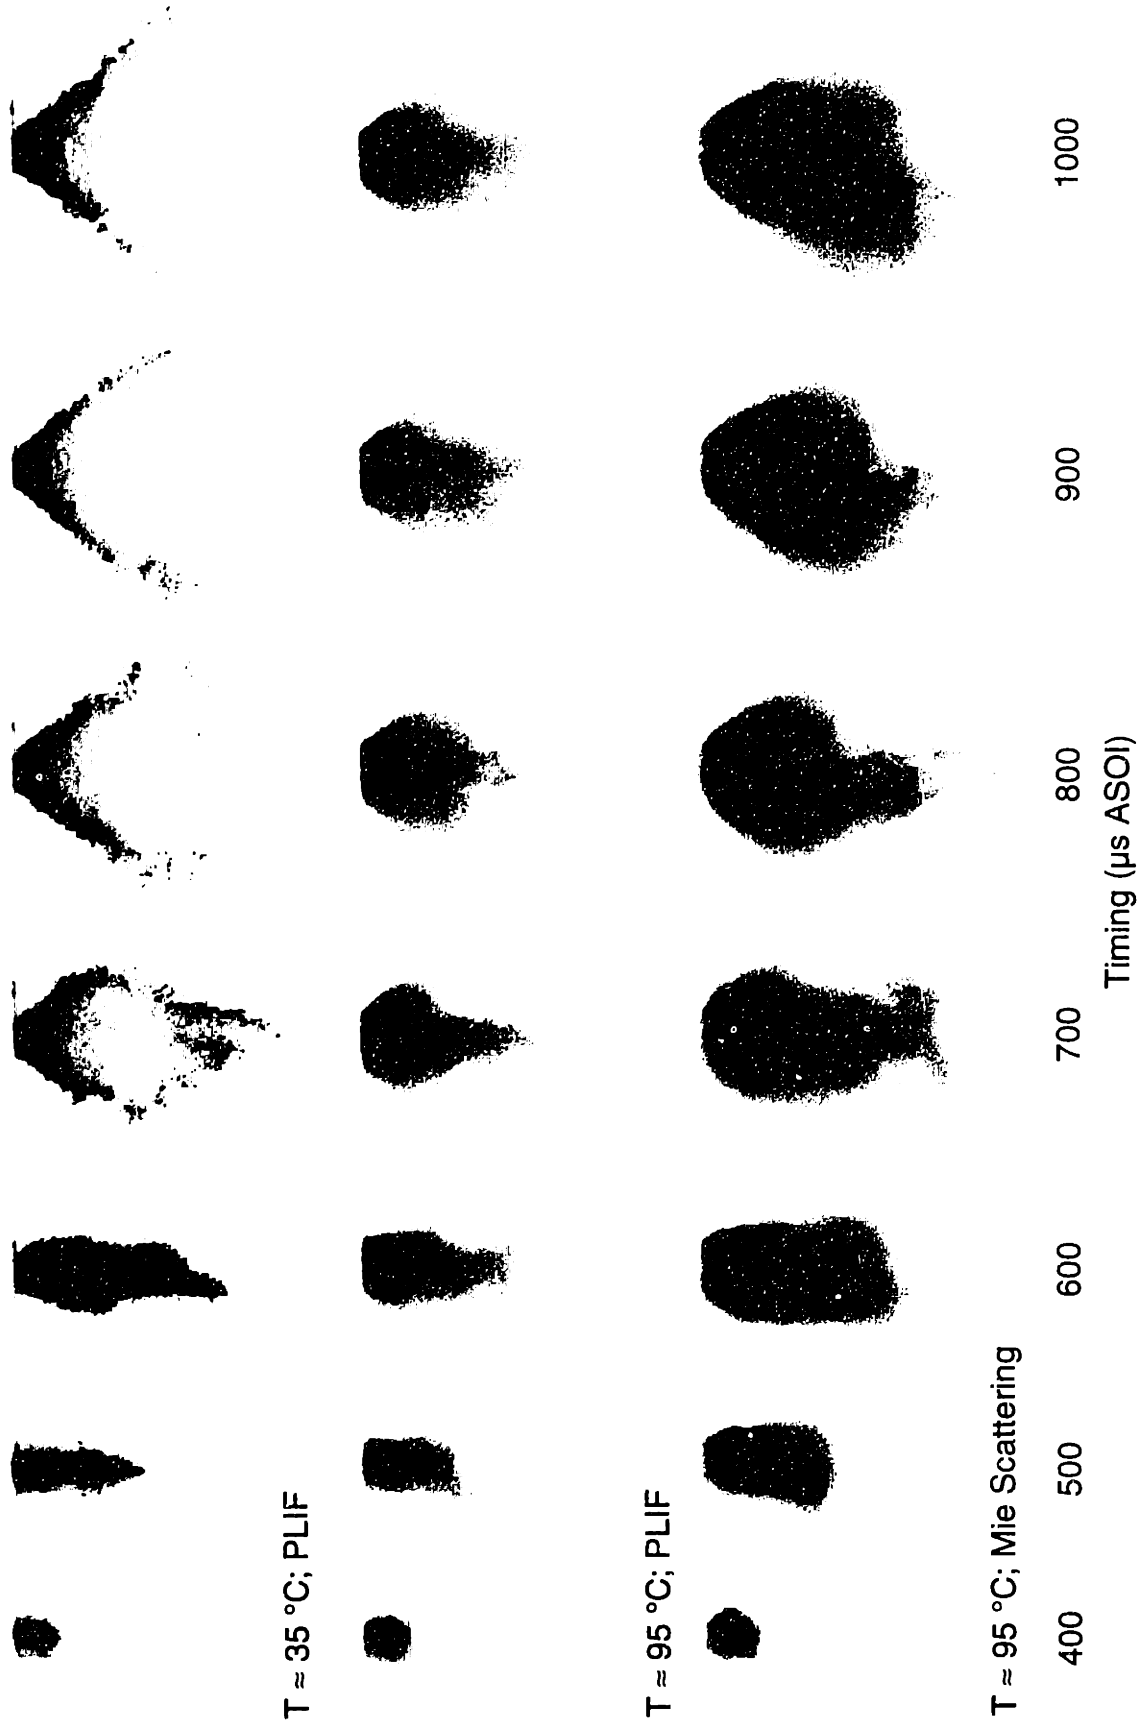 T ≈ 35 °C; PLIF
T ≈ 95 °C; PLIF
T ≈ 95 °C; Mie Scattering
400 500 600 700 800 900 1000
Timing (µs ASOI)